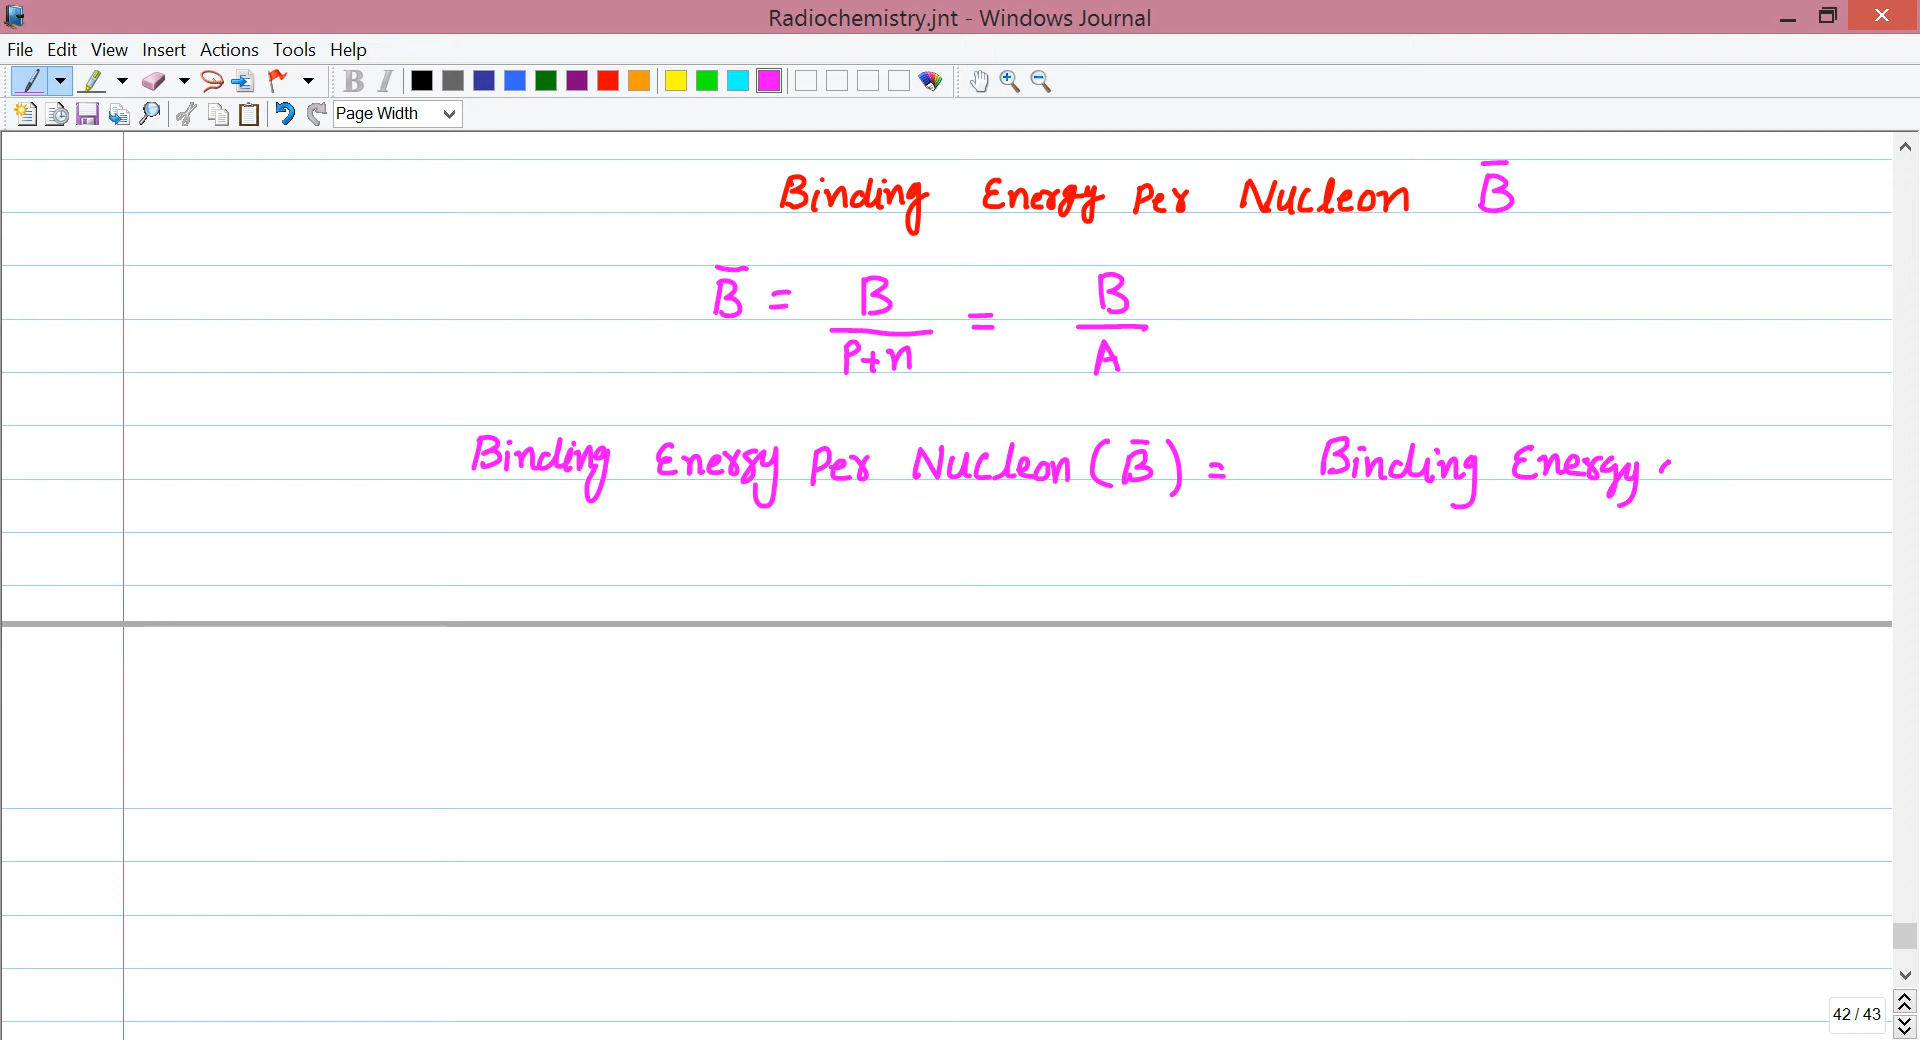 Radiochemistry.jnt - Windows Journal
File Edit View Insert Actions Tools Help
B I
Page Width
Binding Energy Per Nucleon B̅
B̅ = B / P+n = B / A
Binding Energy Per Nucleon (B̅) = Binding Energy
42 / 43